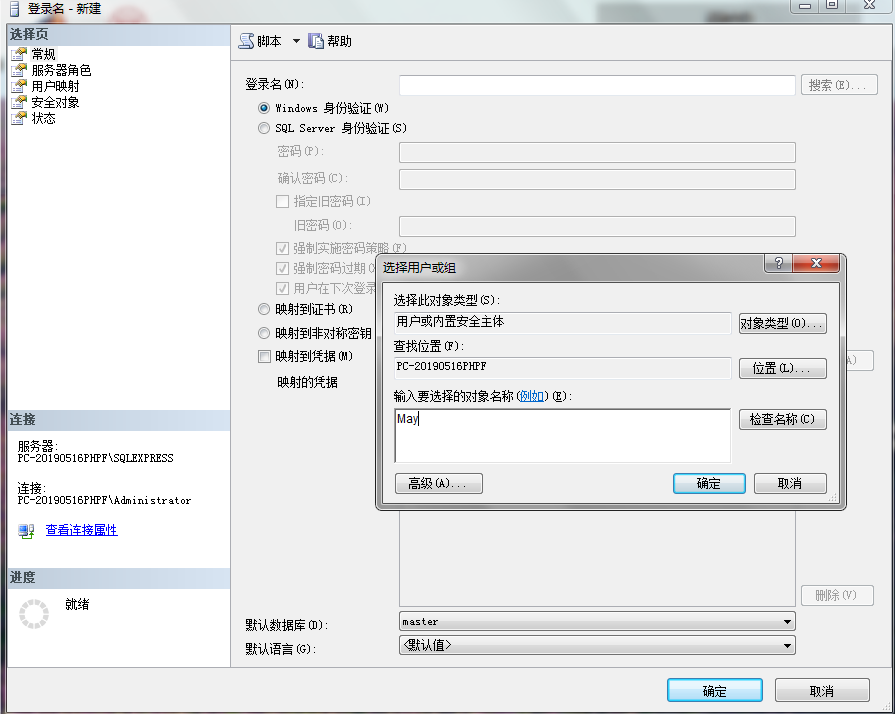 登录名 - 新建
选择页
常规
服务器角色
用户映射
安全对象
状态
脚本
帮助
登录名(N):
搜索(E)...
Windows 身份验证(W)
SQL Server 身份验证(S)
密码(P):
确认密码(C):
指定旧密码(I)
旧密码(O):
强制实施密码策略(F)
强制密码过期(
用户在下次登录
映射到证书(R)
映射到非对称密钥
映射到凭据(M)
A)
映射的凭据
选择用户或组
选择此对象类型(S):
用户或内置安全主体
对象类型(O)...
查找位置(F):
PC-20190516PHPF
位置(L)...
输入要选择的对象名称(例如)(E):
May
检查名称(C)
高级(A)...
确定
取消
连接
服务器:
PC-20190516PHPF\SQLEXPRESS
连接:
PC-20190516PHPF\Administrator
查看连接属性
进度
就绪
删除(V)
默认数据库(D):
master
默认语言(G):
<默认值>
确定
取消